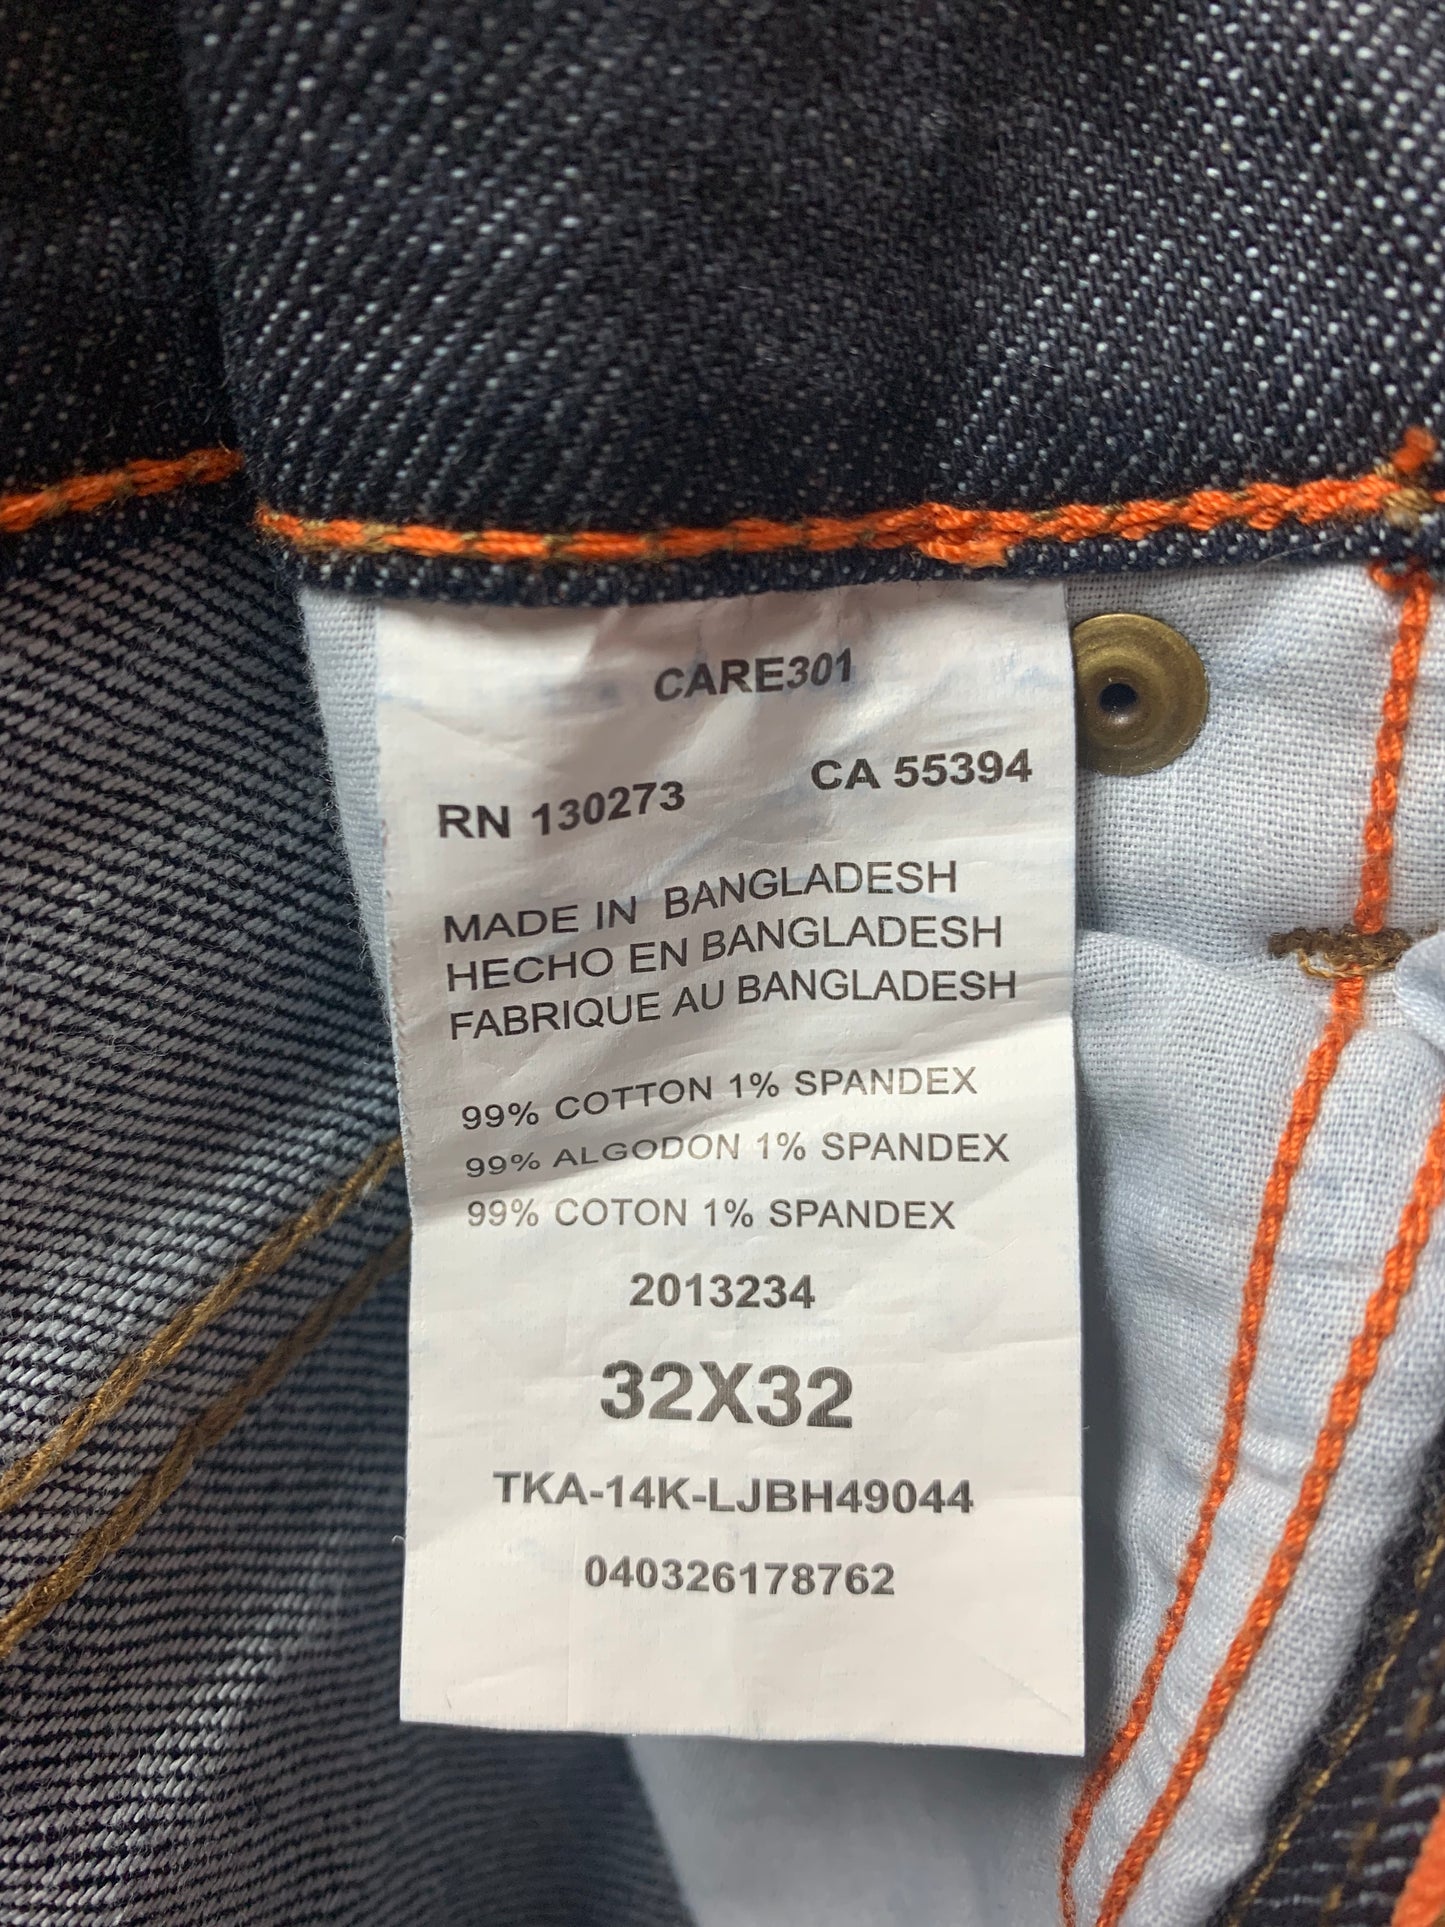 CARE301
RN 130273 CA 55394
MADE IN BANGLADESH
HECHO EN BANGLADESH
FABRIQUE AU BANGLADESH
99% COTTON 1% SPANDEX
99% ALGODON 1% SPANDEX
99% COTON 1% SPANDEX
2013234
32X32
TKA-14K-LJBH49044
040326178762